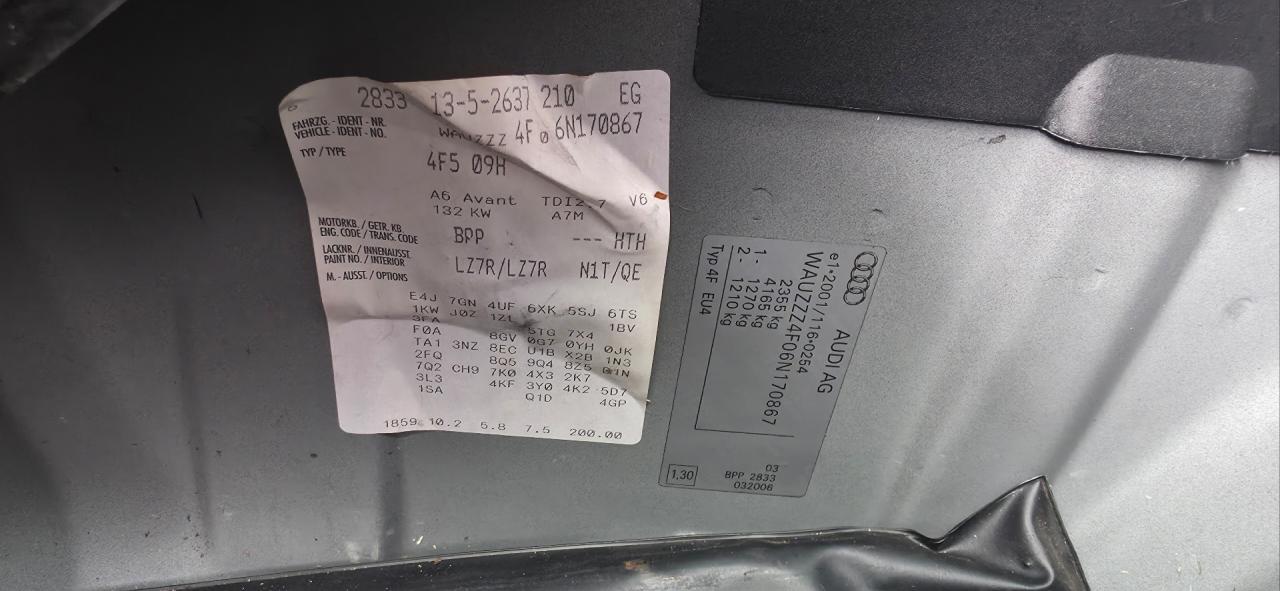 2833 13-5-2637 210 EG
FAHRZG. - IDENT - NR.
VEHICLE - IDENT - NO.
WAUZZZ 4F 0 6N170867
TYP / TYPE
4F5 09H
A6 Avant TDI2.7 V6
132 KW A7M
MOTORKB. / GETR. KB.
ENG. CODE / TRANS. CODE
BPP --- HTH
LACKNR. / INNENAUSST.
PAINT NO. / INTERIOR
LZ7R/LZ7R N1T/QE
M. - AUSST. / OPTIONS
E4J 7GN 4UF 6XK 5SJ 6TS
1KW J0Z 1Z1 1BV
3FA 5TG 7X4
F0A 8GV 0G7 0YH 0JK
TA1 3NZ 8EC U1B X2B 1N3
2FQ 8Q5 9Q4 8Z5
7Q2 CH9 7K0 4X3 2K7
3L3 4KF 3Y0 4K2 5D7
1SA Q1D 4GP
1859 10.2 5.8 7.5 200.00
AUDI AG
e1*2001/116*0254
WAUZZZ4F06N170867
2355 kg
4165 kg
1- 1270 kg
2- 1210 kg
Typ 4F EU4
03
BPP 2833
032006
1,30